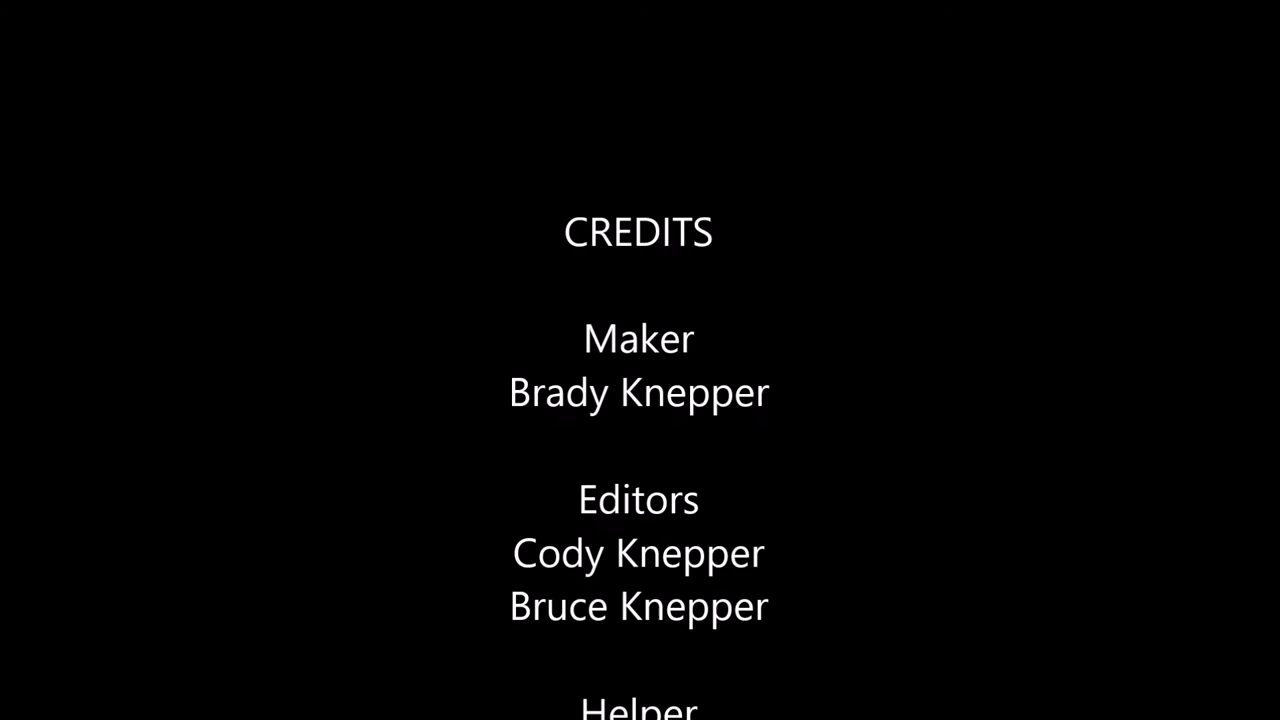 CREDITS
Maker
Brady Knepper
Editors
Cody Knepper
Bruce Knepper
Helper